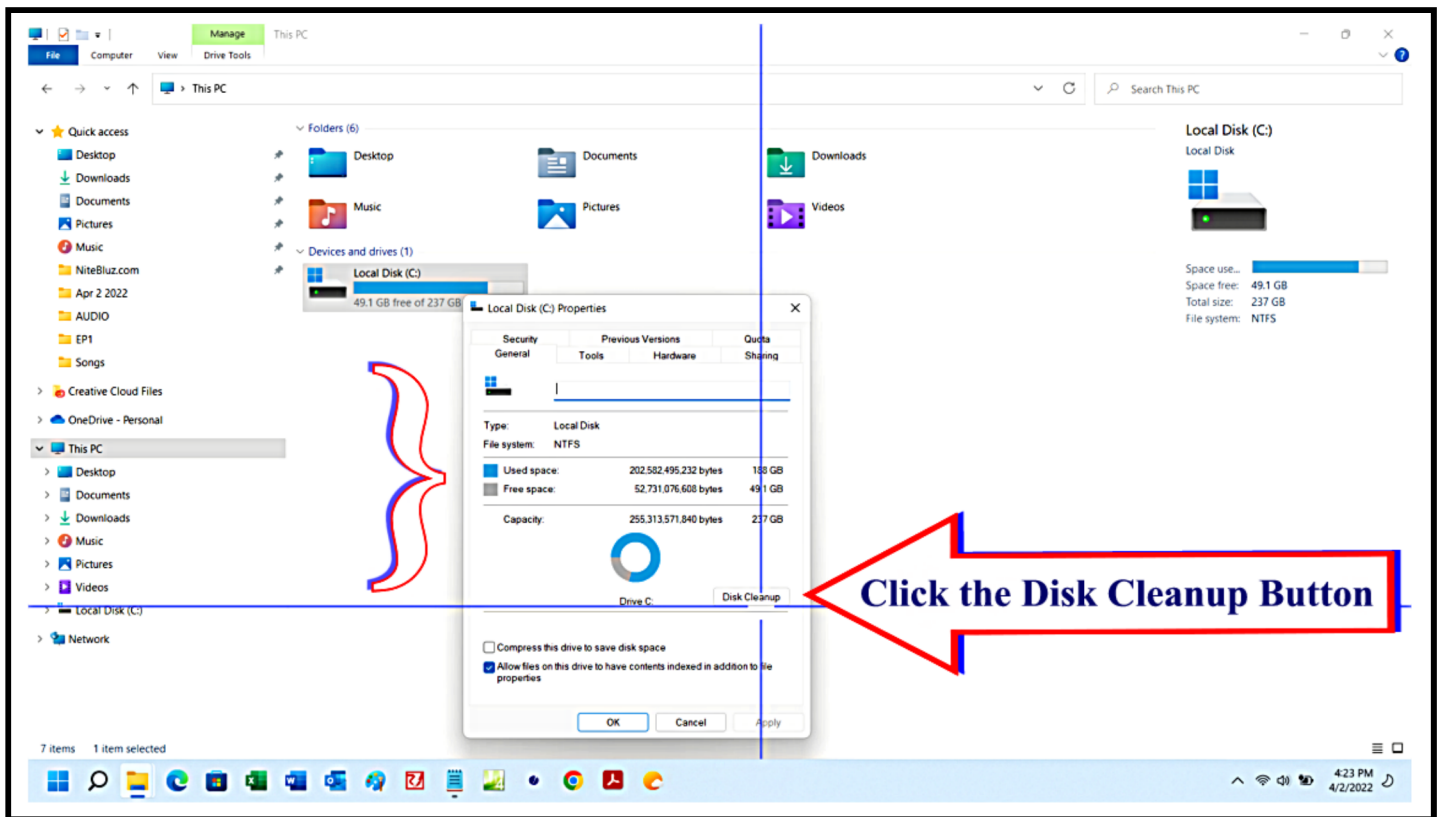 Manage
This PC
File
Computer
View
Drive Tools
This PC
Search This PC
Quick access
Desktop
Downloads
Documents
Pictures
Music
NiteBluz.com
Apr 2 2022
AUDIO
EP1
Songs
Creative Cloud Files
OneDrive - Personal
This PC
Desktop
Documents
Downloads
Music
Pictures
Videos
Local Disk (C:)
Network
Folders (6)
Desktop
Documents
Downloads
Music
Pictures
Videos
Devices and drives (1)
Local Disk (C:)
49.1 GB free of 237 GB
Local Disk (C:) Properties
Security
Previous Versions
Quota
General
Tools
Hardware
Sharing
Type: Local Disk
File system: NTFS
Used space: 202,582,495,232 bytes 188 GB
Free space: 52,731,076,608 bytes 49.1 GB
Capacity: 255,313,571,840 bytes 237 GB
Drive C:
Disk Cleanup
Compress this drive to save disk space
Allow files on this drive to have contents indexed in addition to file
properties
OK
Cancel
Apply
Click the Disk Cleanup Button
Local Disk (C:)
Local Disk
Space use...
Space free: 49.1 GB
Total size: 237 GB
File system: NTFS
7 items
1 item selected
4:23 PM
4/2/2022